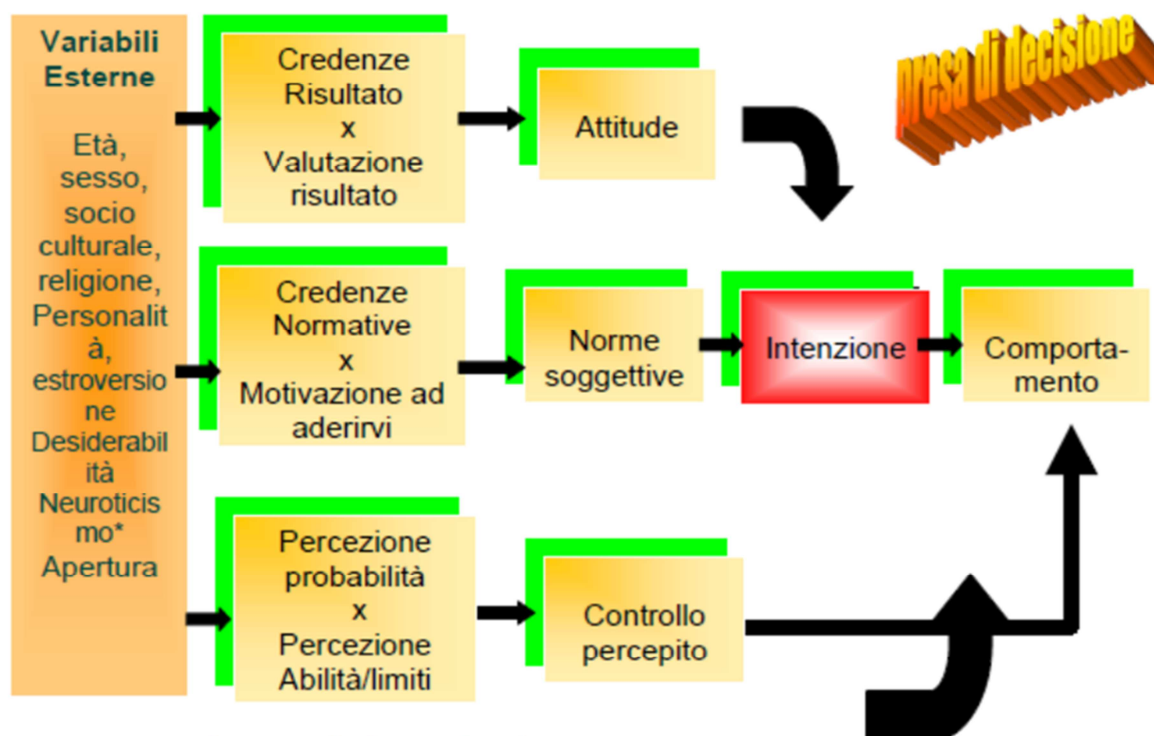 Variabili
Esterne
Età,
sesso,
socio
culturale,
religione,
Personalit
à,
estroversio
ne
Desiderabil
ità
Neuroticis
mo*
Apertura
Credenze
Risultato
x
Valutazione
risultato
Attitude
presa di decisione
Credenze
Normative
x
Motivazione ad
aderirvi
Norme
soggettive
Intenzione
Comporta-
mento
Percezione
probabilità
x
Percezione
Abilità/limiti
Controllo
percepito